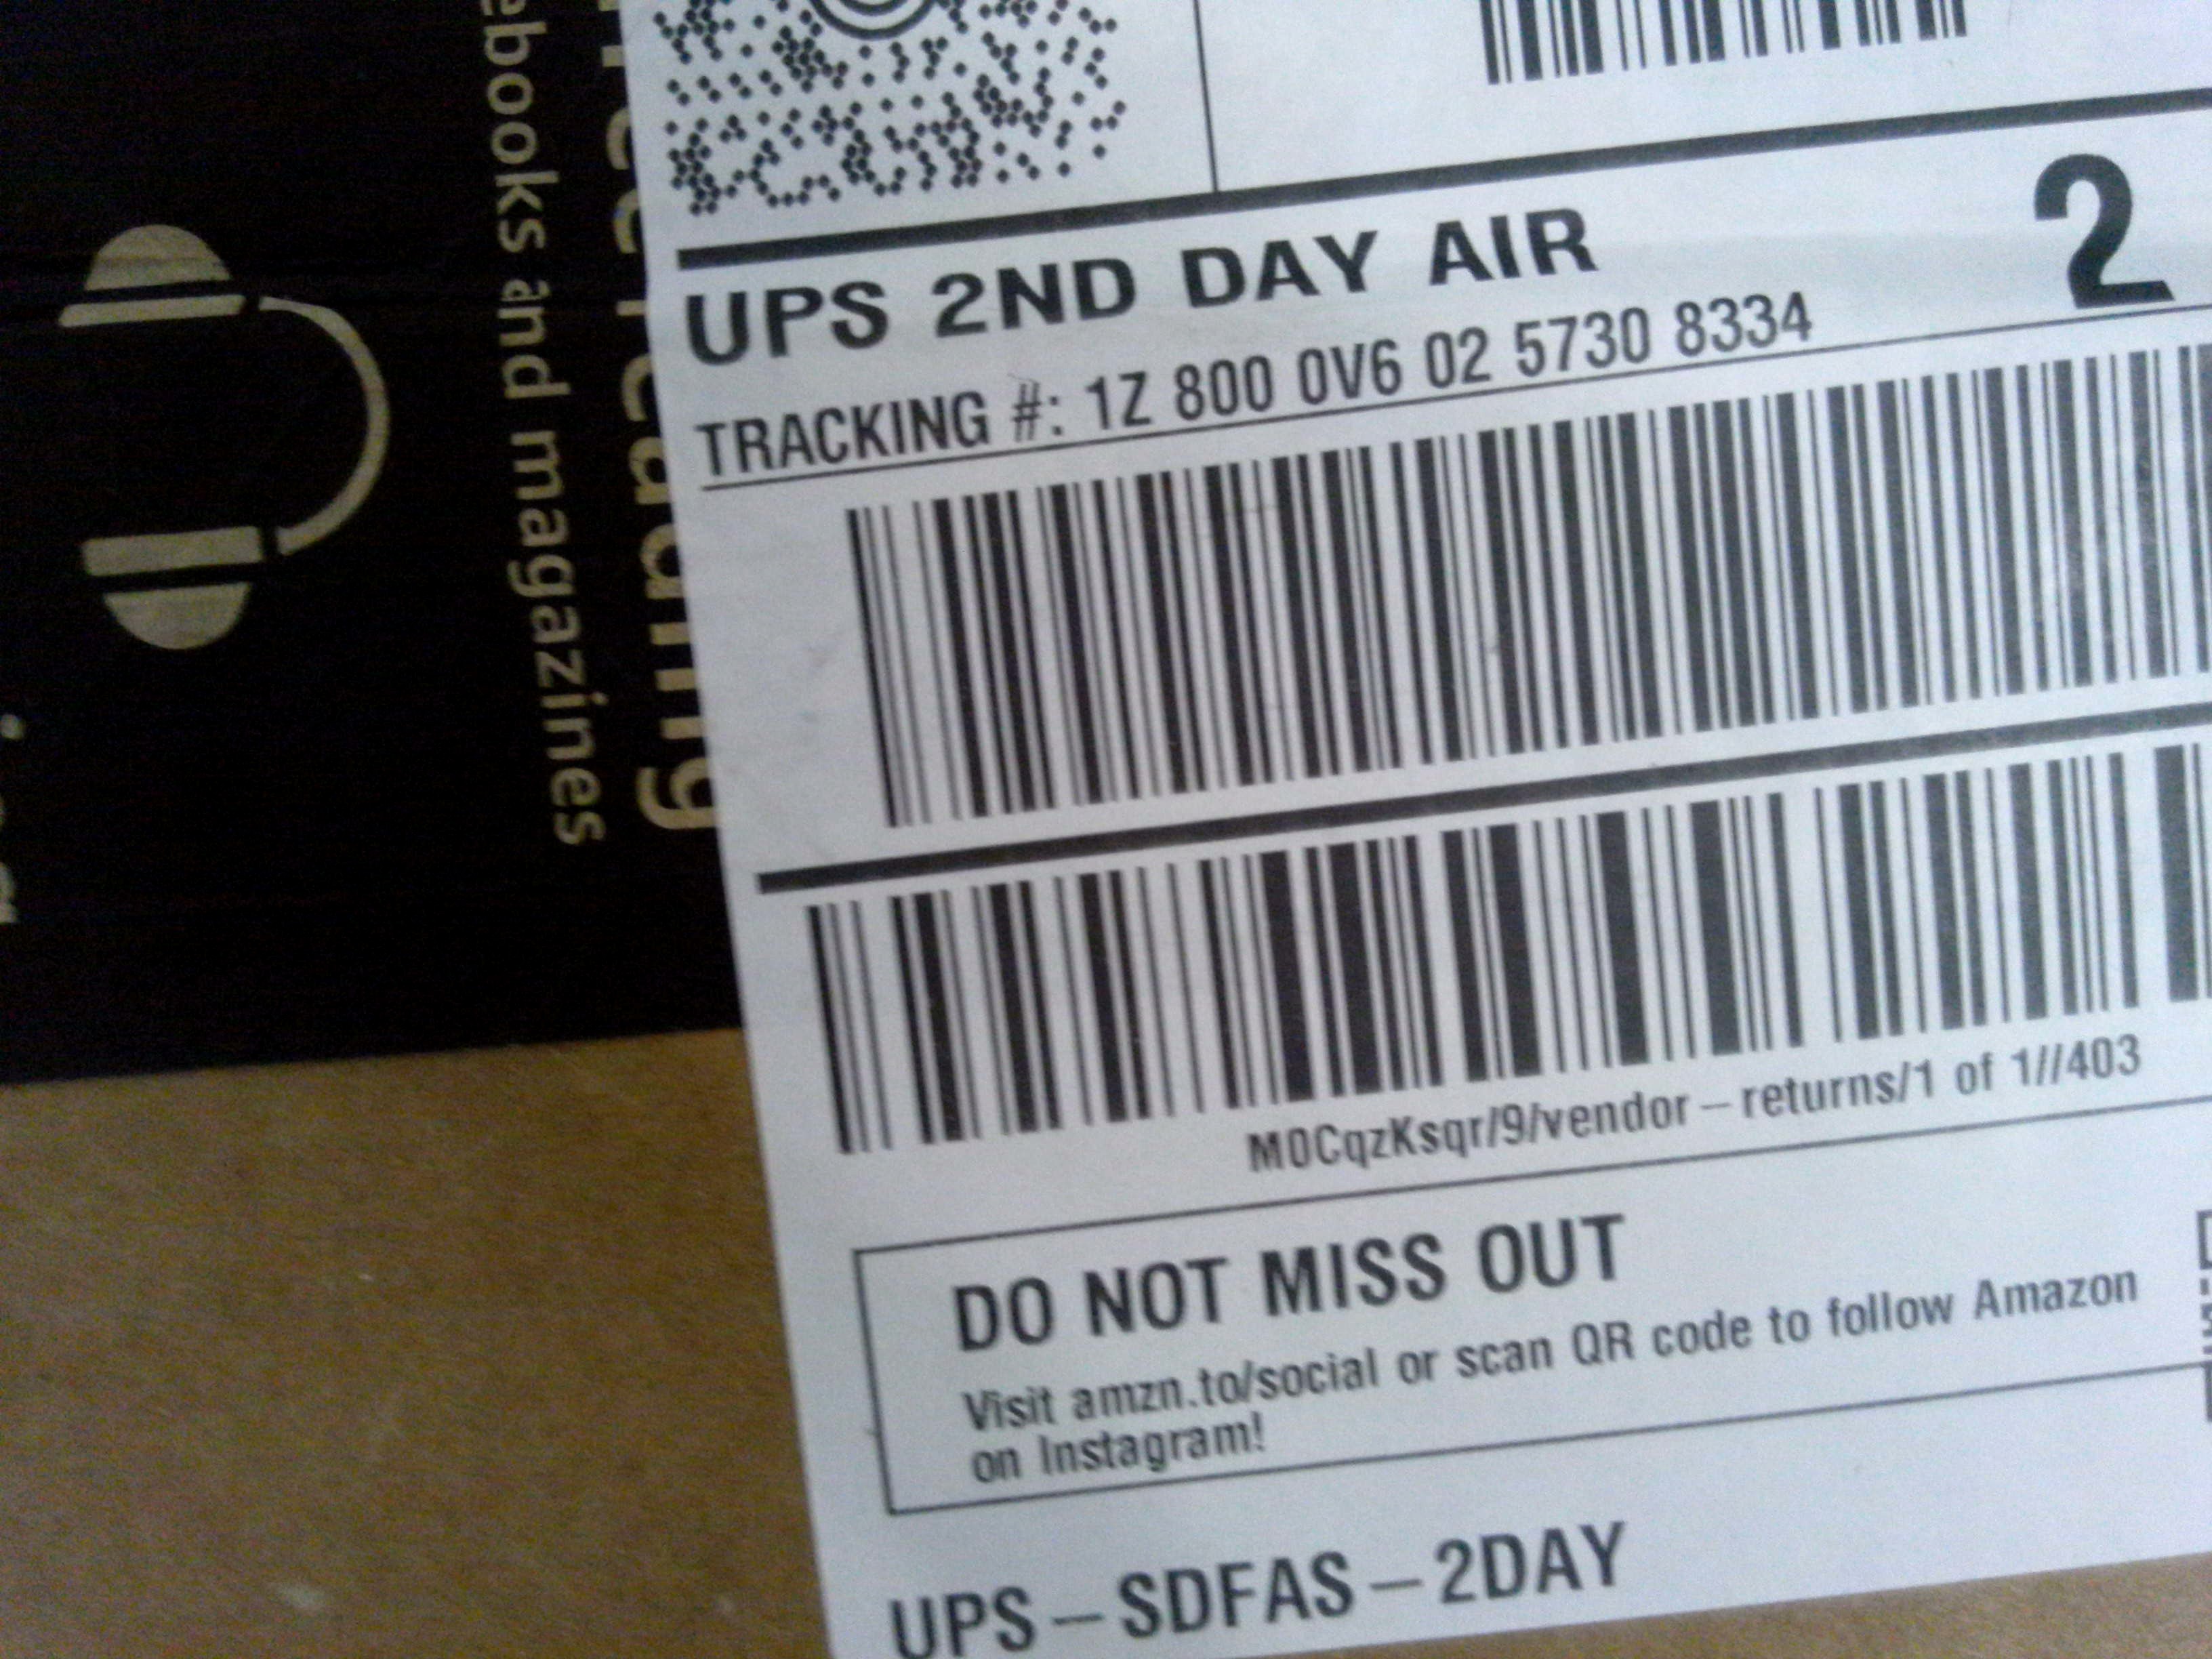 ebooks and magazines
UPS 2ND DAY AIR
2
TRACKING #: 1Z 800 0V6 02 5730 8334
M0CqzKsqr/9/vendor-returns/1 of 1//403
DO NOT MISS OUT
Visit amzn.to/social or scan QR code to follow Amazon
on Instagram!
UPS-SDFAS-2DAY